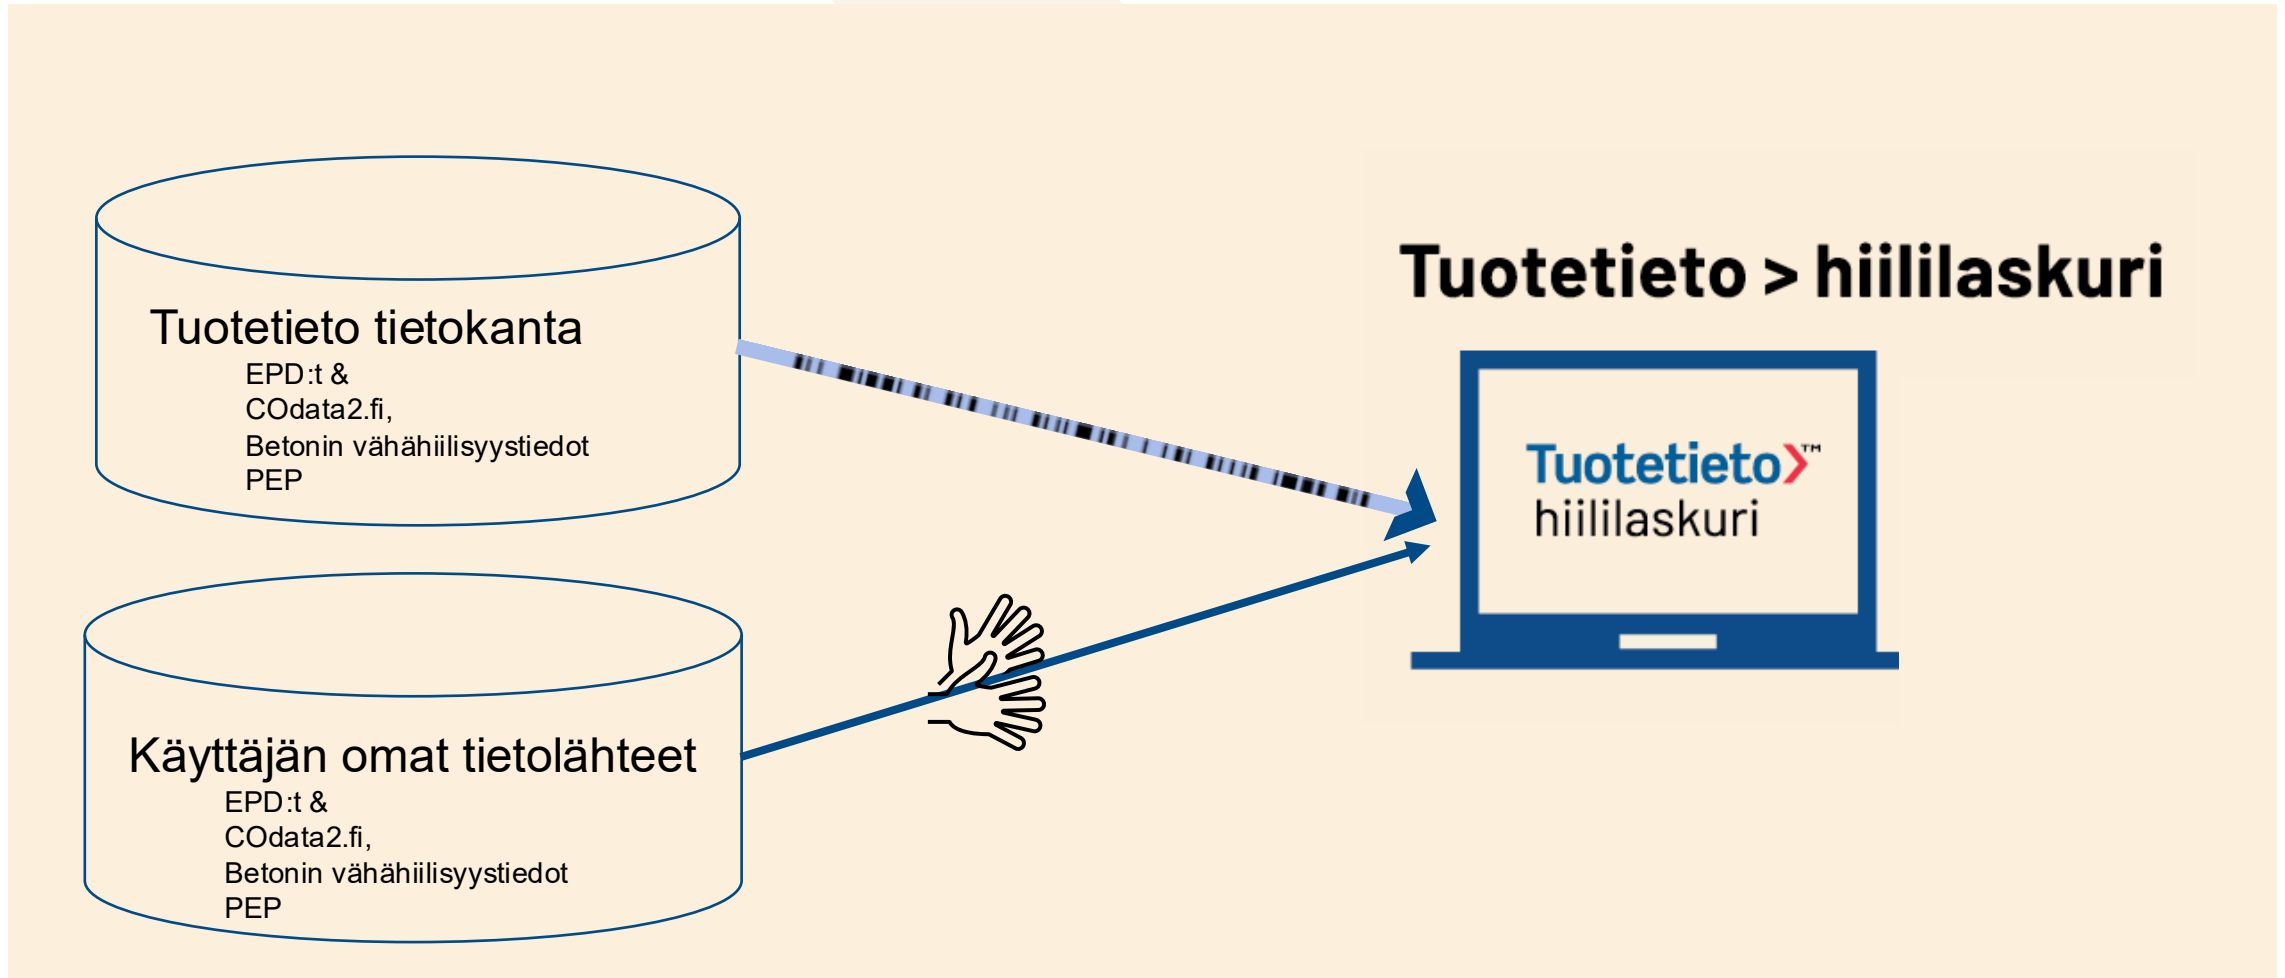 Tuotetieto tietokanta
EPD:t &
COdata2.fi,
Betonin vähähiilisyystiedot
PEP
Käyttäjän omat tietolähteet
EPD:t &
COdata2.fi,
Betonin vähähiilisyystiedot
PEP
Tuotetieto > hiililaskuri
Tuotetieto>™
hiililaskuri